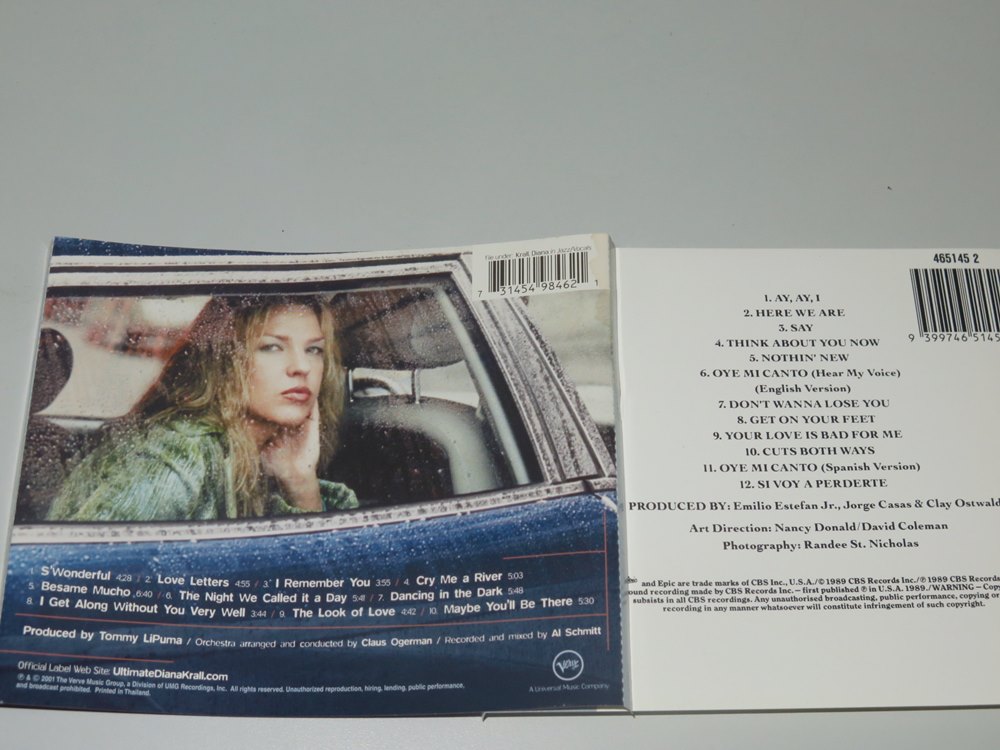 file under: Krall, Diana in Jazz/Vocals
7 31454 98462 1
1. S'Wonderful 4:28 / 2. Love Letters 4:55 / 3. I Remember You 3:55 / 4. Cry Me a River 5:03
5. Besame Mucho 6:40 / 6. The Night We Called it a Day 5:41 / 7. Dancing in the Dark 5:48
8. I Get Along Without You Very Well 3:44 / 9. The Look of Love 4:42 / 10. Maybe You'll Be There 5:30
Produced by Tommy LiPuma / Orchestra arranged and conducted by Claus Ogerman / Recorded and mixed by Al Schmitt
Official Label Web Site: UltimateDianaKrall.com
℗ & © 2001 The Verve Music Group, a Division of UMG Recordings, Inc. All rights reserved. Unauthorized reproduction, hiring, lending, public performance,
and broadcast prohibited. Printed in Thailand.
Verve
A Universal Music Company
465145 2
9 399746 5145
1. AY, AY, I
2. HERE WE ARE
3. SAY
4. THINK ABOUT YOU NOW
5. NOTHIN' NEW
6. OYE MI CANTO (Hear My Voice)
(English Version)
7. DON'T WANNA LOSE YOU
8. GET ON YOUR FEET
9. YOUR LOVE IS BAD FOR ME
10. CUTS BOTH WAYS
11. OYE MI CANTO (Spanish Version)
12. SI VOY A PERDERTE
PRODUCED BY: Emilio Estefan Jr., Jorge Casas & Clay Ostwald
Art Direction: Nancy Donald/David Coleman
Photography: Randee St. Nicholas
and Epic are trade marks of CBS Inc., U.S.A./© 1989 CBS Records Inc./℗ 1989 CBS Records
ound recording made by CBS Records Inc. – first published ℗ in U.S.A. 1989./WARNING – Copy
subsists in all CBS recordings. Any unauthorised broadcasting, public performance, copying or
recording in any manner whatsoever will constitute infringement of such copyright.